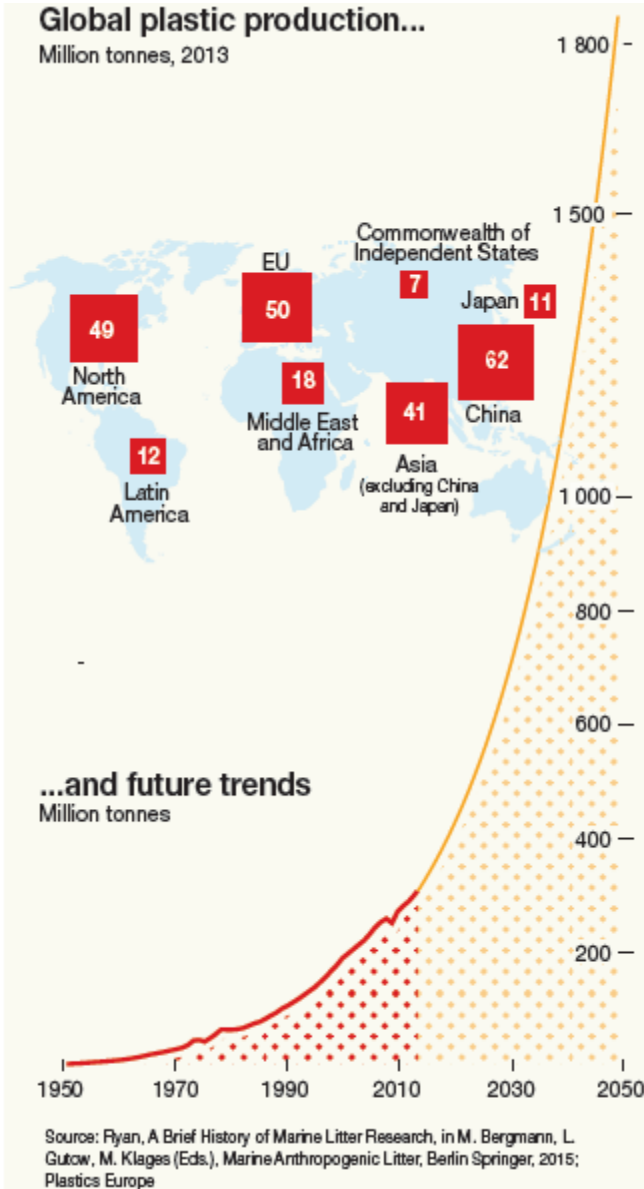 Global plastic production...
Million tonnes, 2013
1 800
1 500
Commonwealth of
Independent States
7
EU
50
Japan 11
49
North
America
18
Middle East
and Africa
62
China
41
Asia
(excluding China
and Japan)
12
Latin
America
1 000
800
600
...and future trends
Million tonnes
400
200
1950 1970 1990 2010 2030 2050
Source: Ryan, A Brief History of Marine Litter Research, in M. Bergmann, L.
Gutow, M. Klages (Eds.), Marine Anthropogenic Litter, Berlin Springer, 2015;
Plastics Europe